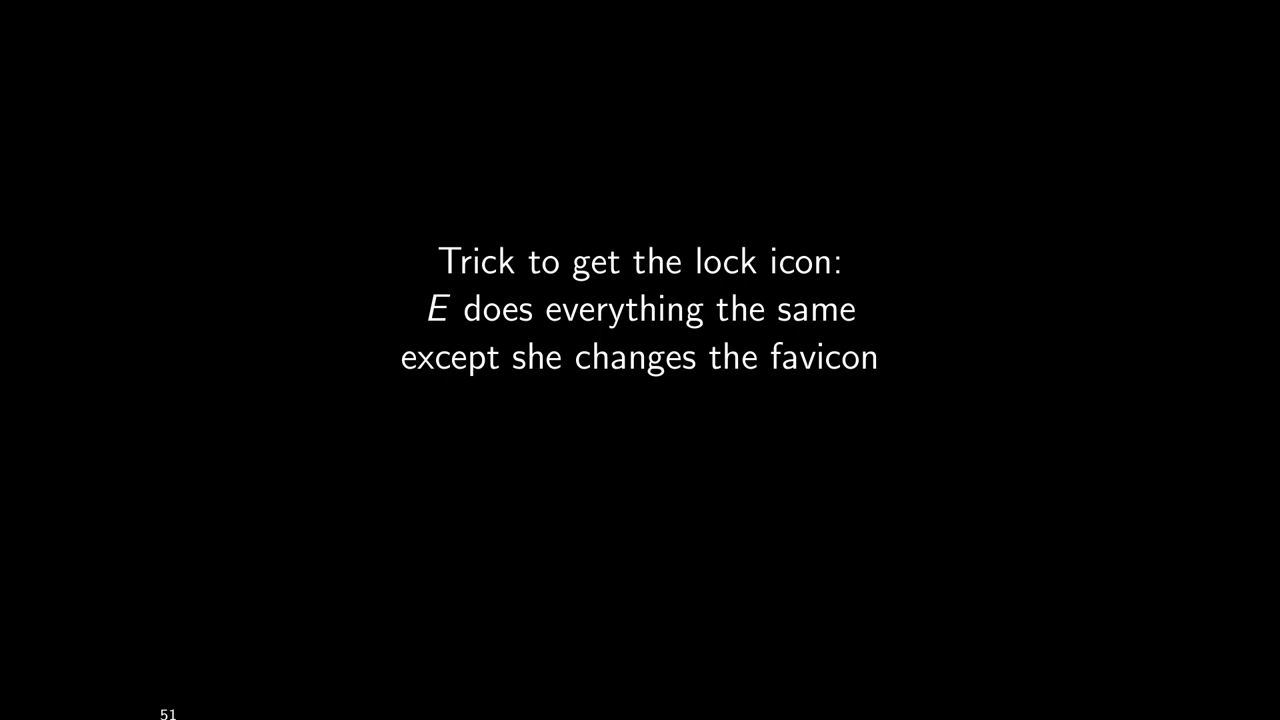 Trick to get the lock icon:
E does everything the same
except she changes the favicon
51